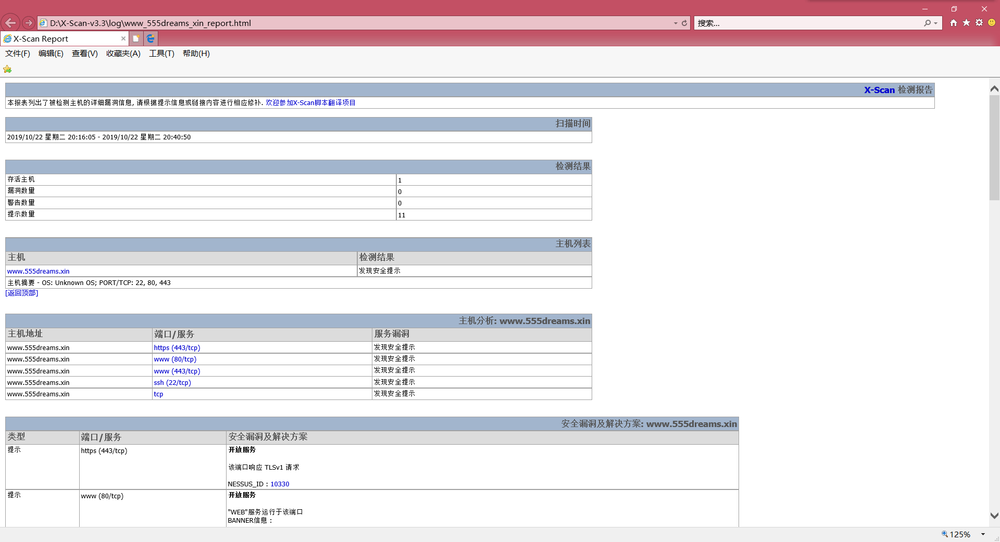 D:\X-Scan-v3.3\log\www_555dreams_xin_report.html
搜索...
X-Scan Report
文件(F) 编辑(E) 查看(V) 收藏夹(A) 工具(T) 帮助(H)
X-Scan 检测报告
本报表列出了被检测主机的详细漏洞信息, 请根据提示信息或链接内容进行相应修补. 欢迎参加X-Scan脚本翻译项目
扫描时间
2019/10/22 星期二 20:16:05 - 2019/10/22 星期二 20:40:50
检测结果
存活主机 1
漏洞数量 0
警告数量 0
提示数量 11
主机列表
主机 检测结果
www.555dreams.xin 发现安全提示
主机摘要 - OS: Unknown OS; PORT/TCP: 22, 80, 443
[返回顶部]
主机分析: www.555dreams.xin
主机地址 端口/服务 服务漏洞
www.555dreams.xin https (443/tcp) 发现安全提示
www.555dreams.xin www (80/tcp) 发现安全提示
www.555dreams.xin www (443/tcp) 发现安全提示
www.555dreams.xin ssh (22/tcp) 发现安全提示
www.555dreams.xin tcp 发现安全提示
安全漏洞及解决方案: www.555dreams.xin
类型 端口/服务 安全漏洞及解决方案
提示 https (443/tcp) 开放服务
该端口响应 TLSv1 请求
NESSUS_ID : 10330
提示 www (80/tcp) 开放服务
"WEB"服务运行于该端口
BANNER信息 :
125%